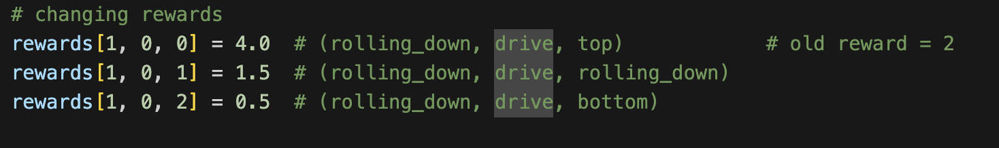 # changing rewards
rewards[1, 0, 0] = 4.0  # (rolling_down, drive, top)            # old reward = 2
rewards[1, 0, 1] = 1.5  # (rolling_down, drive, rolling_down)
rewards[1, 0, 2] = 0.5  # (rolling_down, drive, bottom)